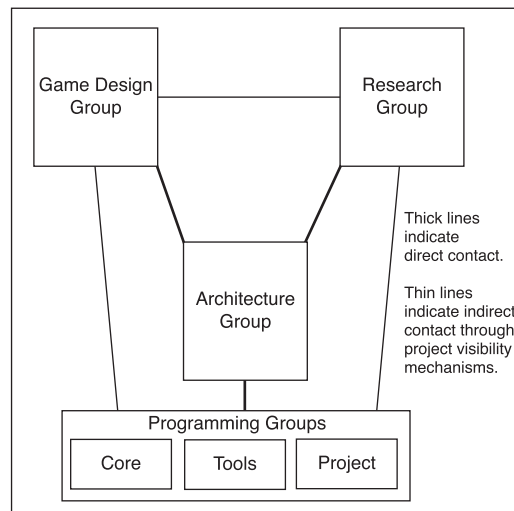 Game Design
Group
Research
Group
Thick lines
indicate
direct contact.
Thin lines
indicate indirect
contact through
project visibility
mechanisms.
Architecture
Group
Programming Groups
Core
Tools
Project